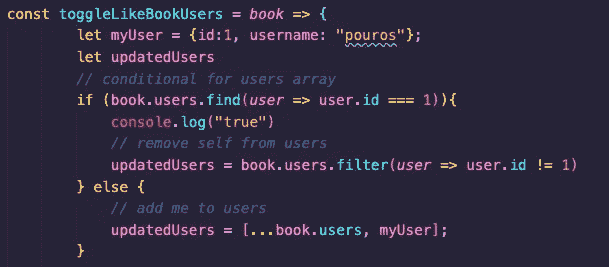 const toggleLikeBookUsers = book => {
let myUser = {id:1, username: "pouros"};
let updatedUsers
// conditional for users array
if (book.users.find(user => user.id === 1)){
console.log("true")
// remove self from users
updatedUsers = book.users.filter(user => user.id != 1)
} else {
// add me to users
updatedUsers = [...book.users, myUser];
}